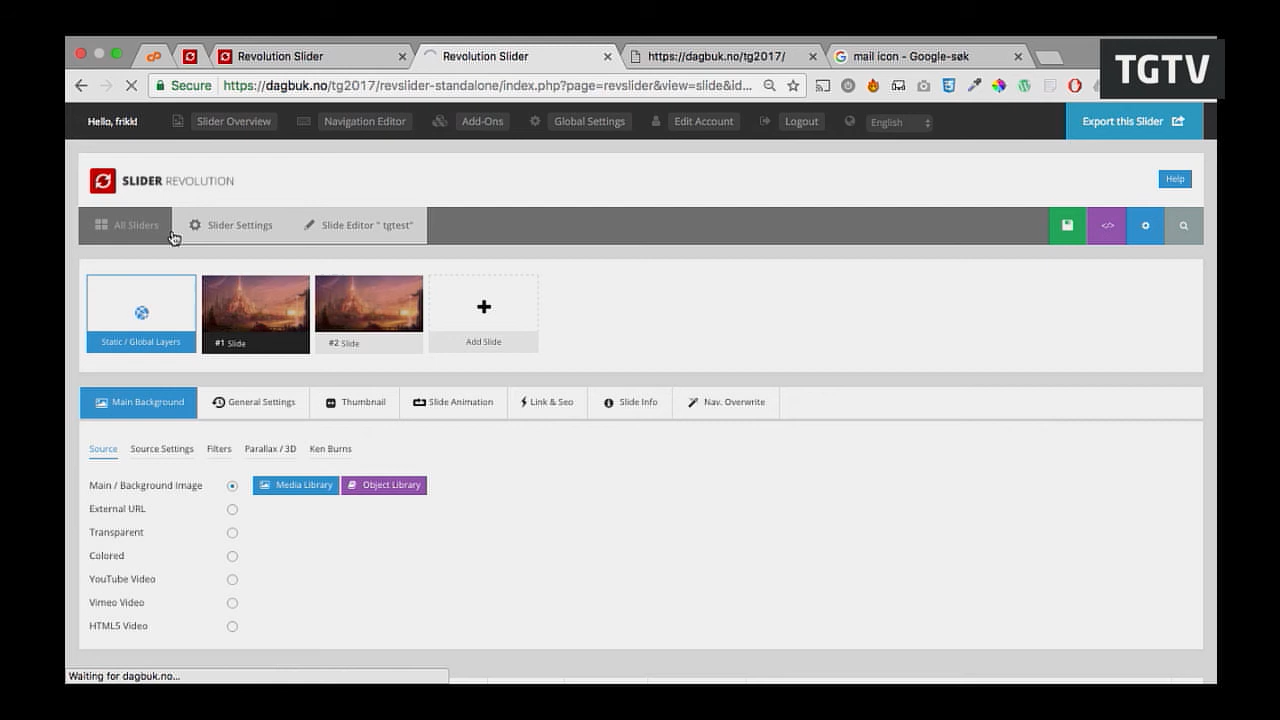 Revolution Slider
Revolution Slider
https://dagbuk.no/tg2017/
mail icon - Google-søk
TGTV
Secure
https://dagbuk.no/tg2017/revslider-standalone/index.php?page=revslider&view=slide&id...
Hello, frikk!
Slider Overview
Navigation Editor
Add-Ons
Global Settings
Edit Account
Logout
English
Export this Slider
SLIDER REVOLUTION
Help
All Sliders
Slider Settings
Slide Editor " tgtest"
</>
Static / Global Layers
#1 Slide
#2 Slide
Add Slide
Main Background
General Settings
Thumbnail
Slide Animation
Link & Seo
Slide Info
Nav. Overwrite
Source
Source Settings
Filters
Parallax / 3D
Ken Burns
Main / Background Image
Media Library
Object Library
External URL
Transparent
Colored
YouTube Video
Vimeo Video
HTML5 Video
Waiting for dagbuk.no...